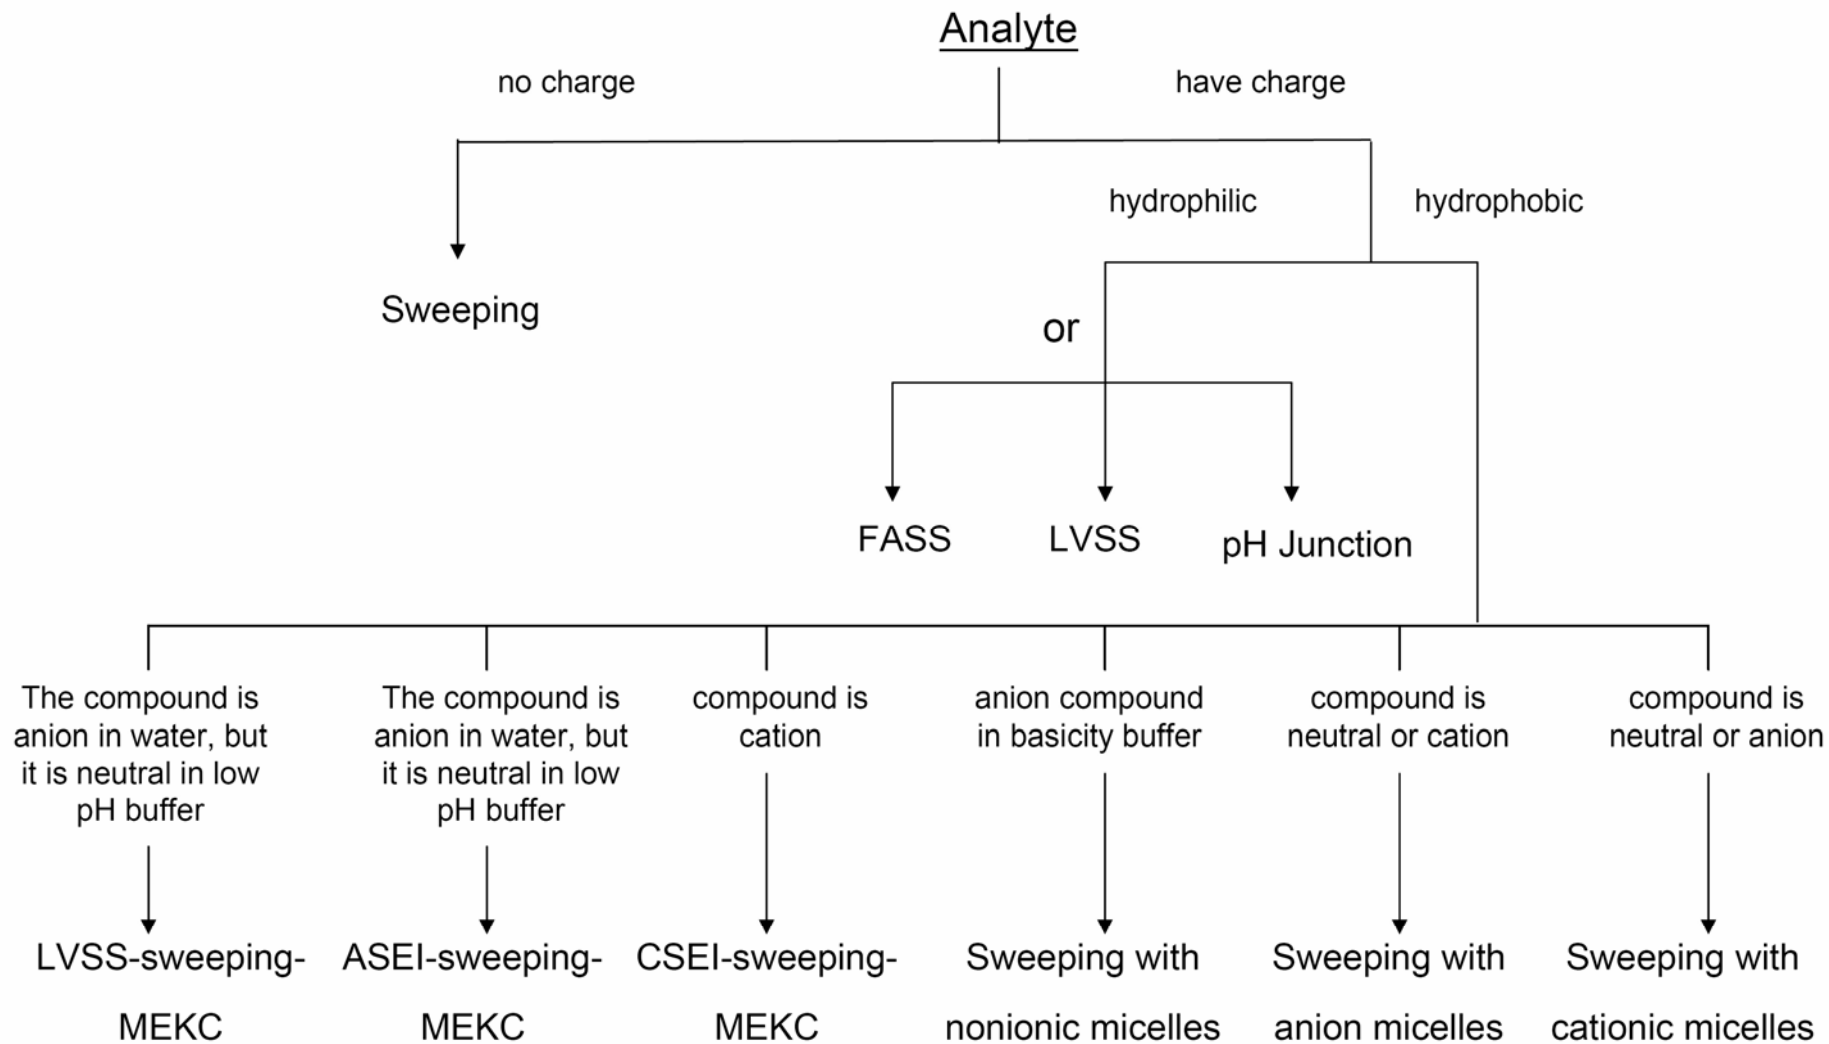 Analyte
no charge
have charge
hydrophilic
hydrophobic
Sweeping
or
FASS
LVSS
pH Junction
The compound is
anion in water, but
it is neutral in low
pH buffer
The compound is
anion in water, but
it is neutral in low
pH buffer
compound is
cation
anion compound
in basicity buffer
compound is
neutral or cation
compound is
neutral or anion
LVSS-sweeping-
MEKC
ASEI-sweeping-
MEKC
CSEI-sweeping-
MEKC
Sweeping with
nonionic micelles
Sweeping with
anion micelles
Sweeping with
cationic micelles